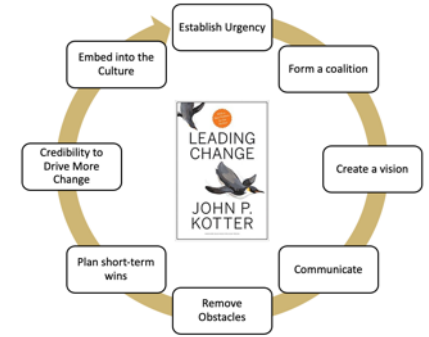 Establish Urgency
Form a coalition
Create a vision
Communicate
Remove
Obstacles
Plan short-term
wins
Credibility to
Drive More
Change
Embed into the
Culture
LEADING
CHANGE
JOHN P.
KOTTER